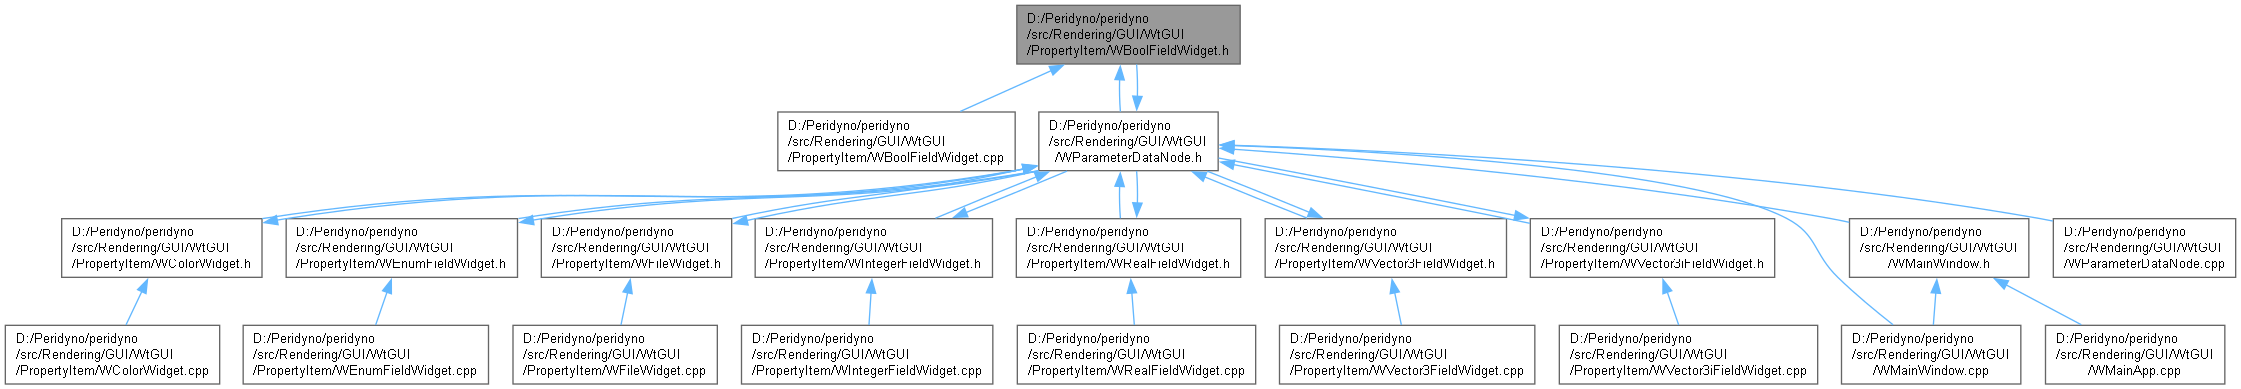 D:/Peridyno/peridyno
/src/Rendering/GUI/WtGUI
/PropertyItem/WBoolFieldWidget.h
D:/Peridyno/peridyno
/src/Rendering/GUI/WtGUI
/PropertyItem/WBoolFieldWidget.cpp
D:/Peridyno/peridyno
/src/Rendering/GUI/WtGUI
/WParameterDataNode.h
D:/Peridyno/peridyno
/src/Rendering/GUI/WtGUI
/PropertyItem/WColorWidget.h
D:/Peridyno/peridyno
/src/Rendering/GUI/WtGUI
/PropertyItem/WEnumFieldWidget.h
D:/Peridyno/peridyno
/src/Rendering/GUI/WtGUI
/PropertyItem/WFileWidget.h
D:/Peridyno/peridyno
/src/Rendering/GUI/WtGUI
/PropertyItem/WIntegerFieldWidget.h
D:/Peridyno/peridyno
/src/Rendering/GUI/WtGUI
/PropertyItem/WRealFieldWidget.h
D:/Peridyno/peridyno
/src/Rendering/GUI/WtGUI
/PropertyItem/WVector3FieldWidget.h
D:/Peridyno/peridyno
/src/Rendering/GUI/WtGUI
/PropertyItem/WVector3iFieldWidget.h
D:/Peridyno/peridyno
/src/Rendering/GUI/WtGUI
/WMainWindow.h
D:/Peridyno/peridyno
/src/Rendering/GUI/WtGUI
/WParameterDataNode.cpp
D:/Peridyno/peridyno
/src/Rendering/GUI/WtGUI
/PropertyItem/WColorWidget.cpp
D:/Peridyno/peridyno
/src/Rendering/GUI/WtGUI
/PropertyItem/WEnumFieldWidget.cpp
D:/Peridyno/peridyno
/src/Rendering/GUI/WtGUI
/PropertyItem/WFileWidget.cpp
D:/Peridyno/peridyno
/src/Rendering/GUI/WtGUI
/PropertyItem/WIntegerFieldWidget.cpp
D:/Peridyno/peridyno
/src/Rendering/GUI/WtGUI
/PropertyItem/WRealFieldWidget.cpp
D:/Peridyno/peridyno
/src/Rendering/GUI/WtGUI
/PropertyItem/WVector3FieldWidget.cpp
D:/Peridyno/peridyno
/src/Rendering/GUI/WtGUI
/PropertyItem/WVector3iFieldWidget.cpp
D:/Peridyno/peridyno
/src/Rendering/GUI/WtGUI
/WMainWindow.cpp
D:/Peridyno/peridyno
/src/Rendering/GUI/WtGUI
/WMainApp.cpp